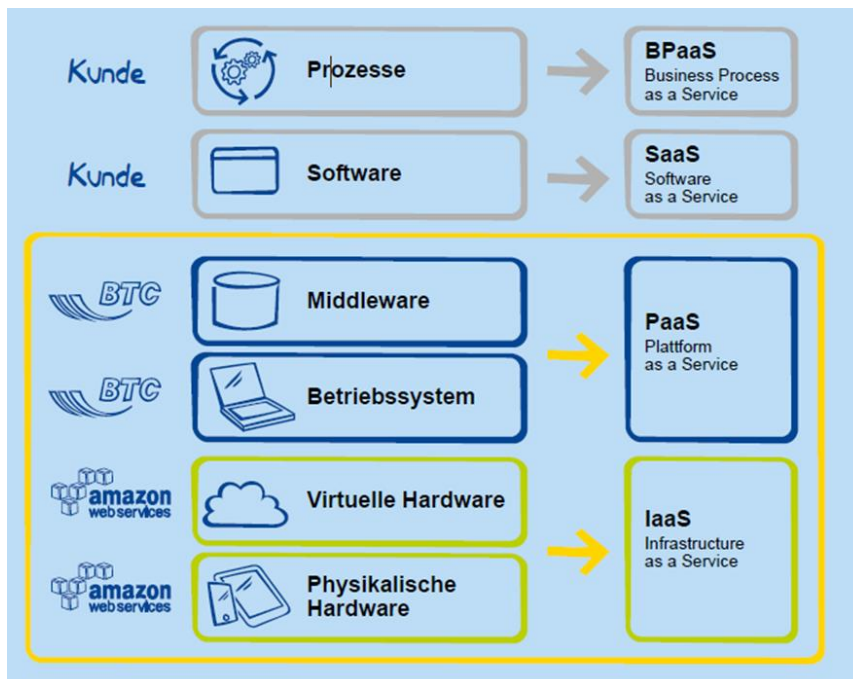 Kunde
Prozesse
BPaaS
Business Process
as a Service
Kunde
Software
SaaS
Software
as a Service
BTC
Middleware
PaaS
Plattform
as a Service
BTC
Betriebssystem
amazon
webservices
Virtuelle Hardware
IaaS
Infrastructure
as a Service
amazon
webservices
Physikalische
Hardware